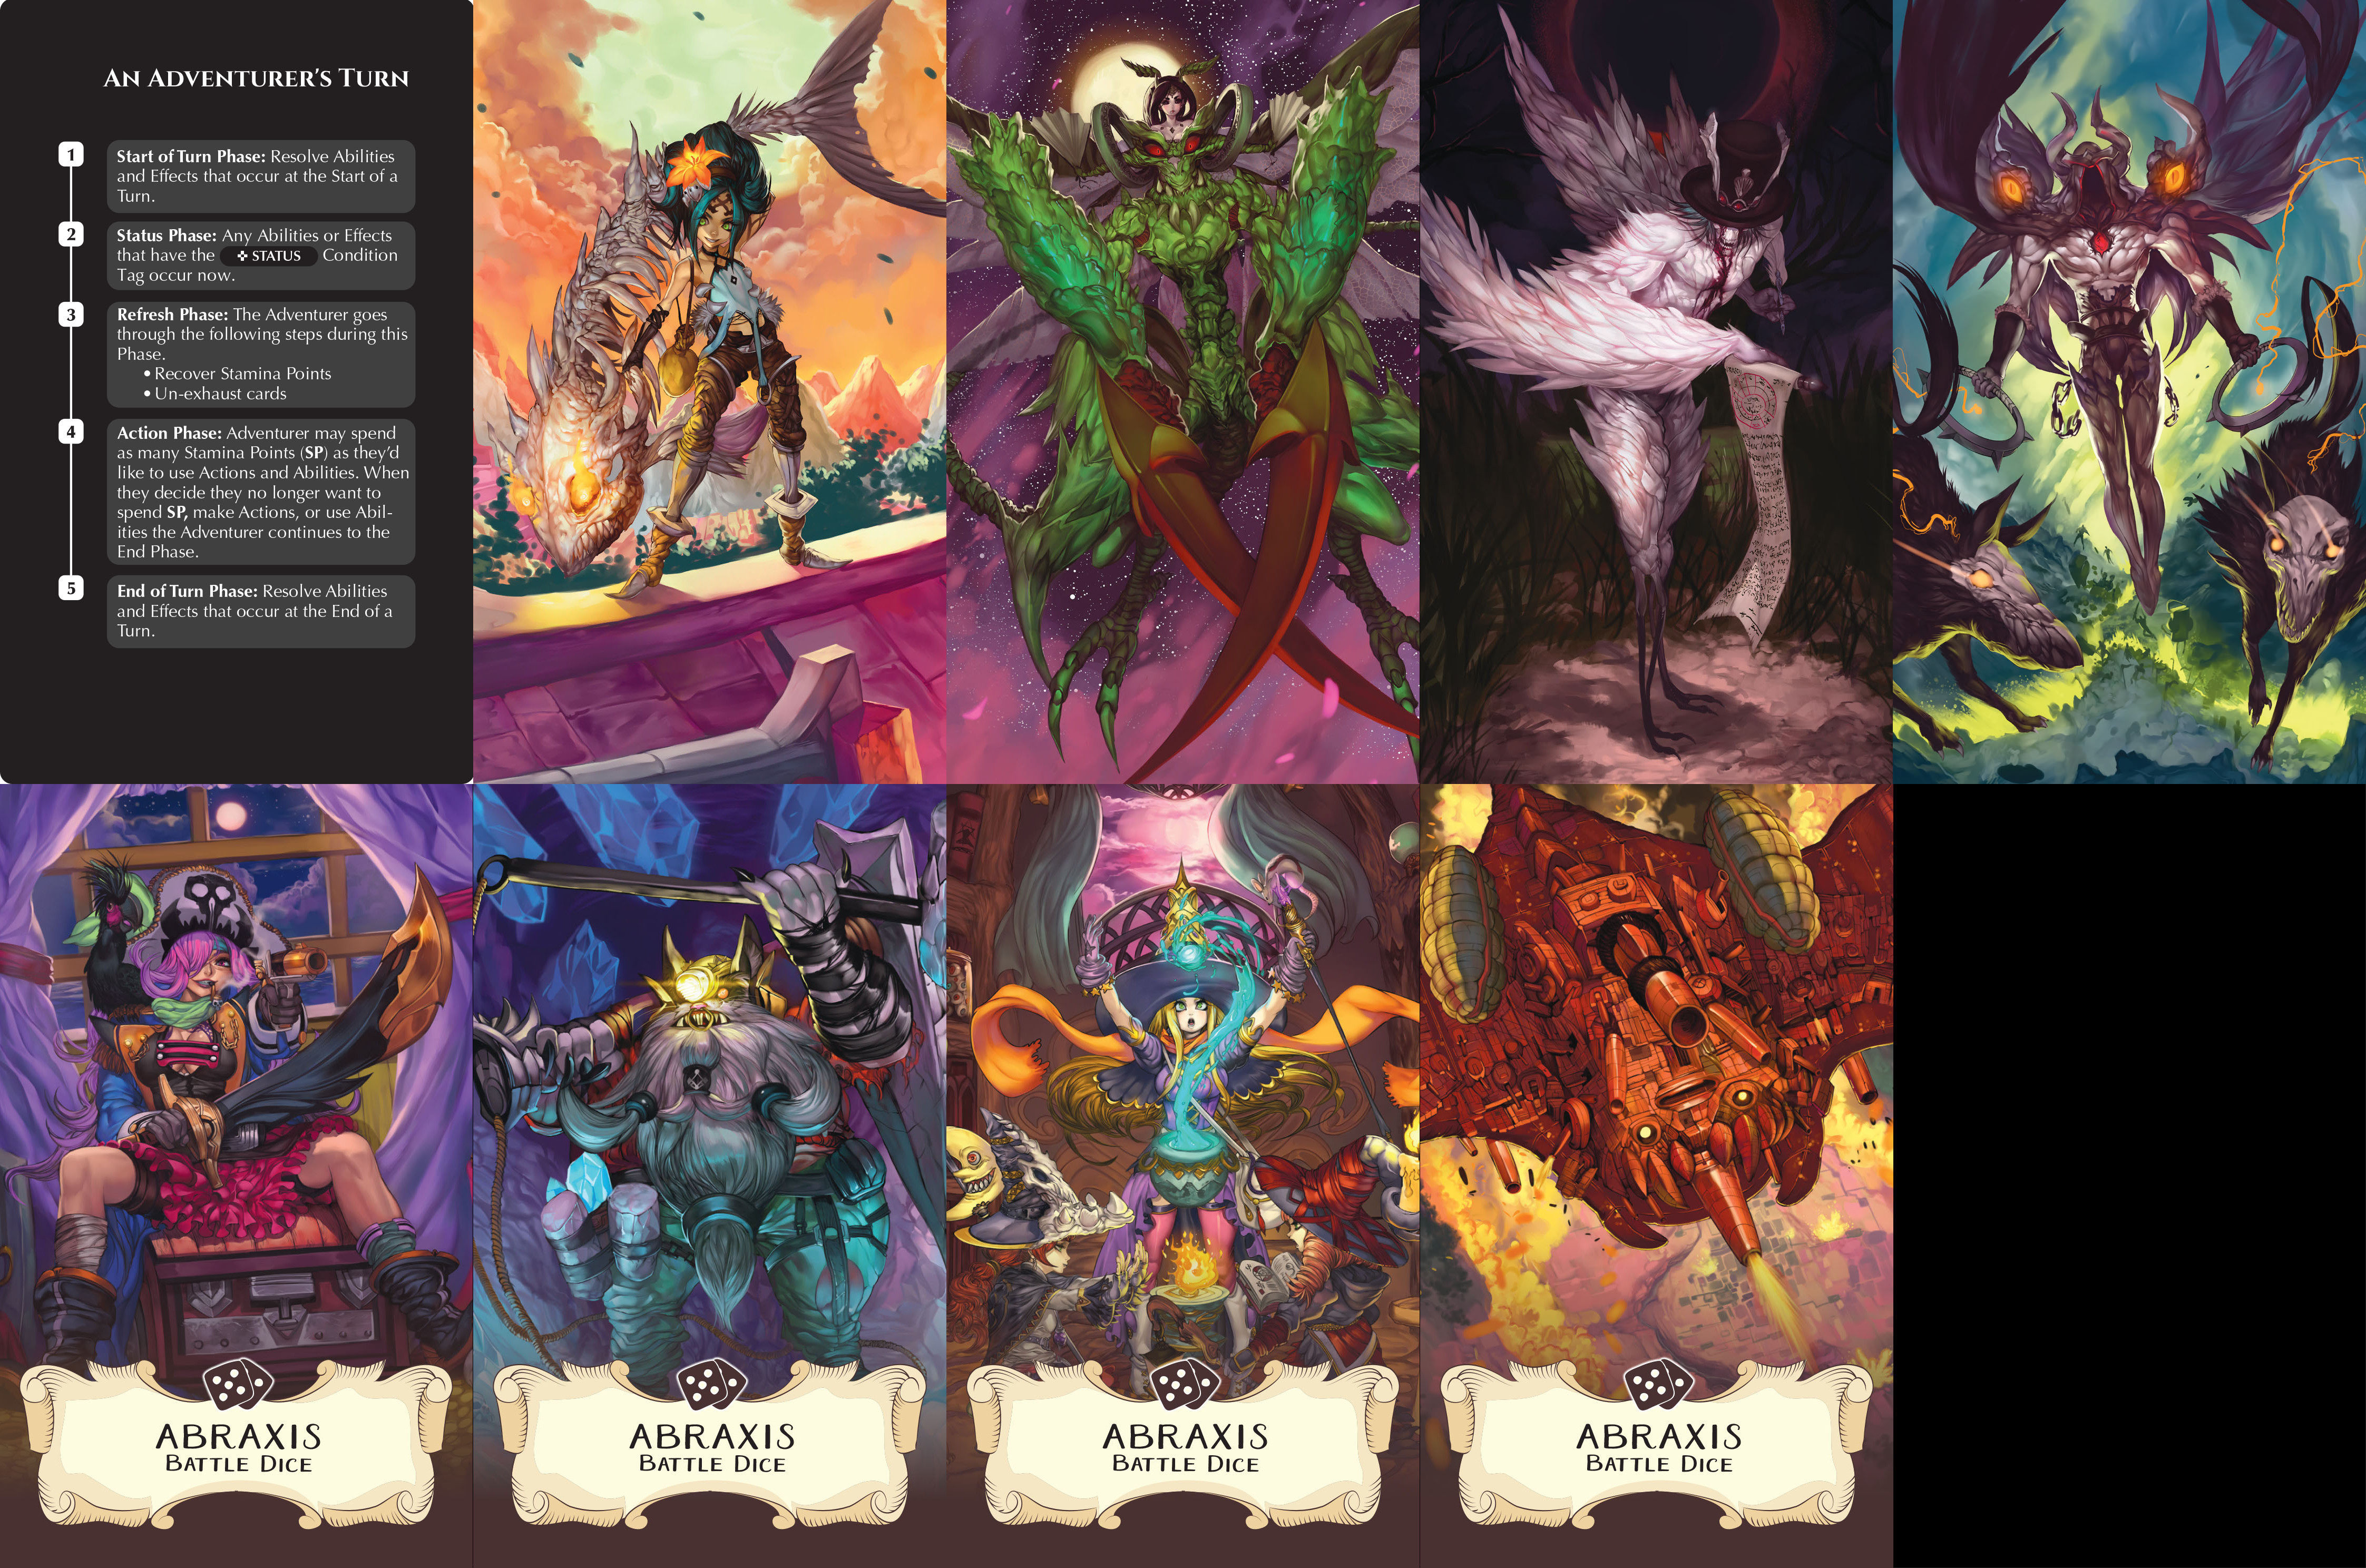 AN ADVENTURER'S TURN
1
Start of Turn Phase: Resolve Abilities
and Effects that occur at the Start of a
Turn.
2
Status Phase: Any Abilities or Effects
that have the STATUS Condition
Tag occur now.
3
Refresh Phase: The Adventurer goes
through the following steps during this
Phase.
• Recover Stamina Points
• Un-exhaust cards
4
Action Phase: Adventurer may spend
as many Stamina Points (SP) as they'd
like to use Actions and Abilities. When
they decide they no longer want to
spend SP, make Actions, or use Abil-
ities the Adventurer continues to the
End Phase.
5
End of Turn Phase: Resolve Abilities
and Effects that occur at the End of a
Turn.
ABRAXIS
BATTLE DICE
ABRAXIS
BATTLE DICE
ABRAXIS
BATTLE DICE
ABRAXIS
BATTLE DICE